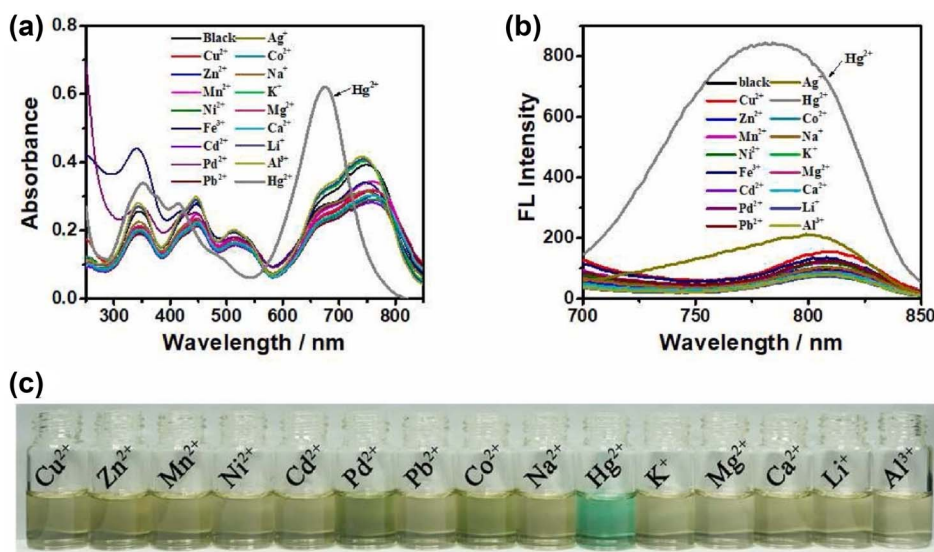 (a)
0.8
0.6
0.4
0.2
0.0
Absorbance
Black Ag⁺
Cu²⁺ Co²⁺
Zn²⁺ Na⁺
Mn²⁺ K⁺
Ni²⁺ Mg²⁺
Fe³⁺ Ca²⁺
Cd²⁺ Li⁺
Pd²⁺ Al³⁺
Pb²⁺ Hg²⁺
Hg²⁺
300 400 500 600 700 800
Wavelength / nm
(b)
800
600
400
200
0
FL Intensity
black Ag⁺
Cu²⁺ Hg²⁺
Zn²⁺ Co²⁺
Mn²⁺ Na⁺
Ni²⁺ K⁺
Fe³⁺ Mg²⁺
Cd²⁺ Ca²⁺
Pd²⁺ Li⁺
Pb²⁺ Al³⁺
Hg²⁺
700 750 800 850
Wavelength / nm
(c)
Cu²⁺ Zn²⁺ Mn²⁺ Ni²⁺ Cd²⁺ Pd²⁺ Pb²⁺ Co²⁺ Na²⁺ Hg²⁺ K⁺ Mg²⁺ Ca²⁺ Li⁺ Al³⁺